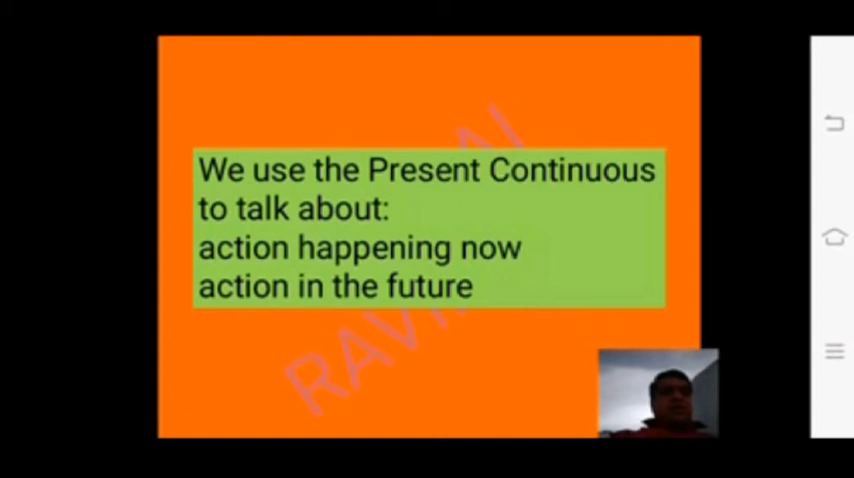 We use the Present Continuous
to talk about:
action happening now
action in the future